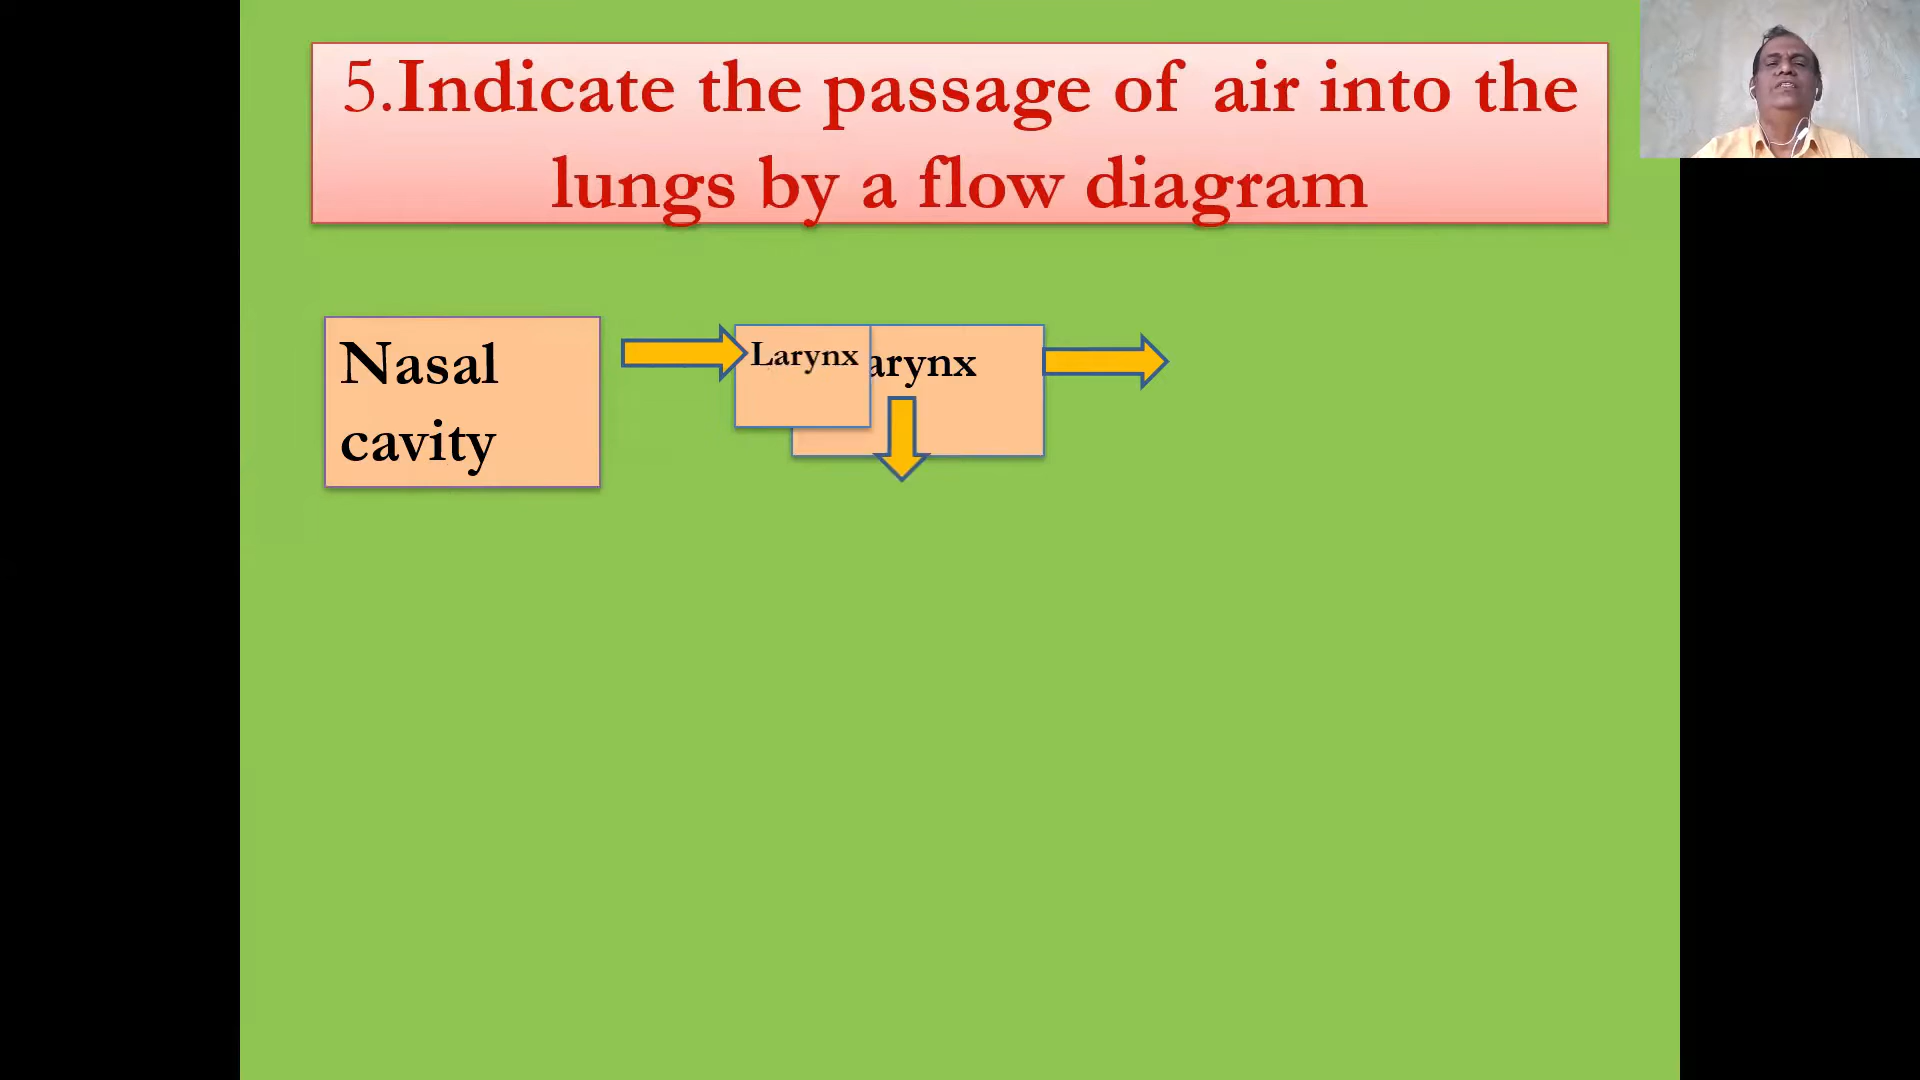 5.Indicate the passage of air into the
lungs by a flow diagram
Nasal
cavity
Larynx
arynx